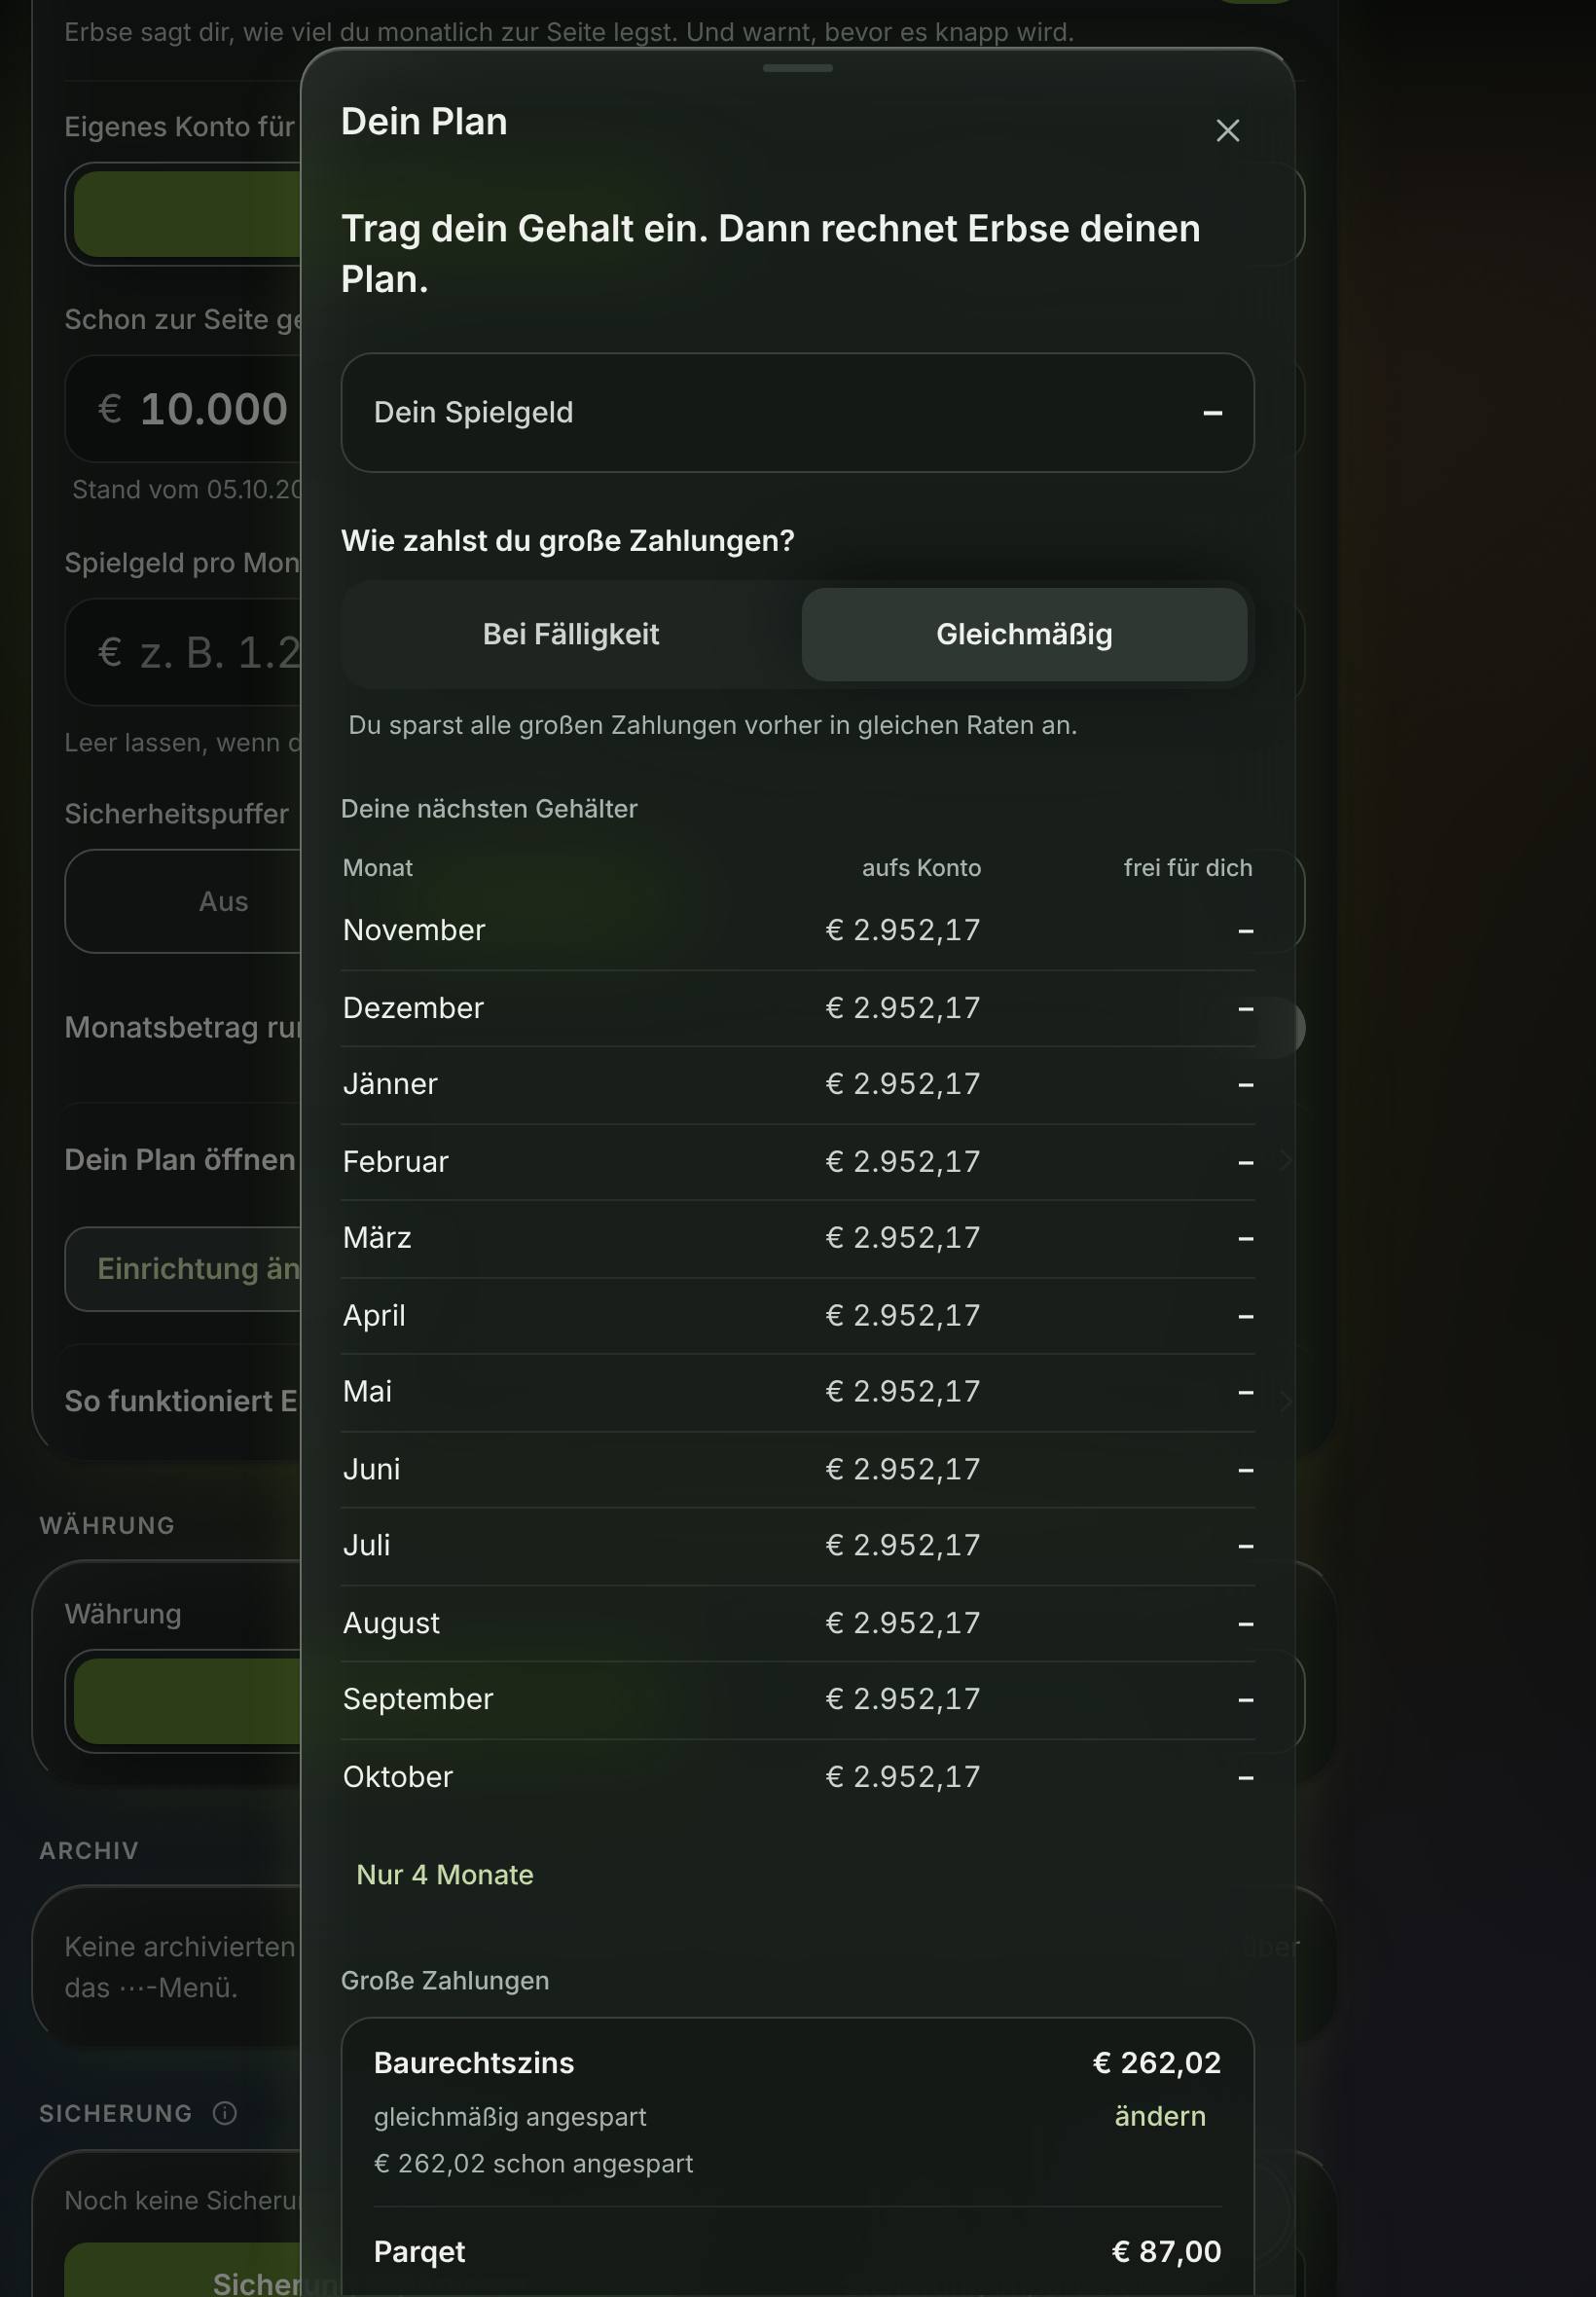 Erbse sagt dir, wie viel du monatlich zur Seite legst. Und warnt, bevor es knapp wird.
Eigenes Konto für
Schon zur Seite ge
€ 10.000
Stand vom 05.10.20
Spielgeld pro Mon
€ z. B. 1.2
Leer lassen, wenn d
Sicherheitspuffer
Aus
Monatsbetrag run
Dein Plan öffnen
Einrichtung än
So funktioniert E
WÄHRUNG
Währung
ARCHIV
Keine archivierten
über
das ···-Menü.
SICHERUNG
Noch keine Sicheru
Sicherun
Dein Plan
Trag dein Gehalt ein. Dann rechnet Erbse deinen
Plan.
Dein Spielgeld –
Wie zahlst du große Zahlungen?
Bei Fälligkeit Gleichmäßig
Du sparst alle großen Zahlungen vorher in gleichen Raten an.
Deine nächsten Gehälter
Monat aufs Konto frei für dich
November € 2.952,17 –
Dezember € 2.952,17 –
Jänner € 2.952,17 –
Februar € 2.952,17 –
März € 2.952,17 –
April € 2.952,17 –
Mai € 2.952,17 –
Juni € 2.952,17 –
Juli € 2.952,17 –
August € 2.952,17 –
September € 2.952,17 –
Oktober € 2.952,17 –
Nur 4 Monate
Große Zahlungen
Baurechtszins € 262,02
gleichmäßig angespart ändern
€ 262,02 schon angespart
Parqet € 87,00